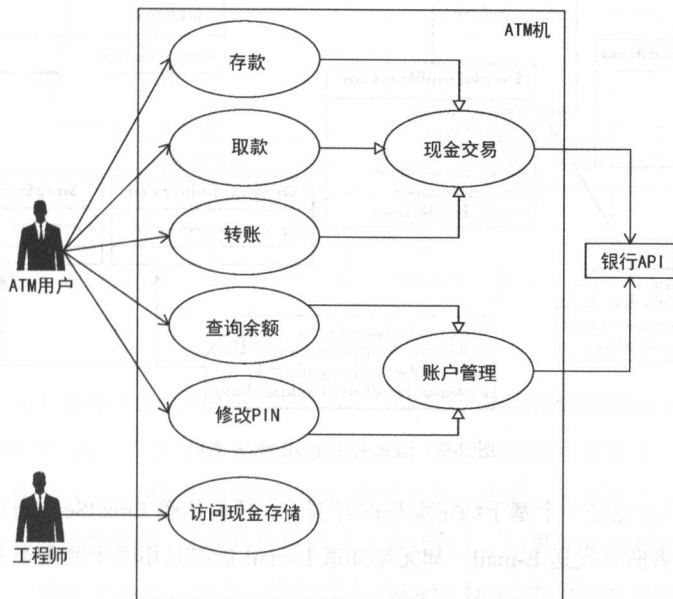 ATM机
存款
取款
现金交易
转账
银行API
ATM用户
查询余额
账户管理
修改PIN
访问现金存储
工程师